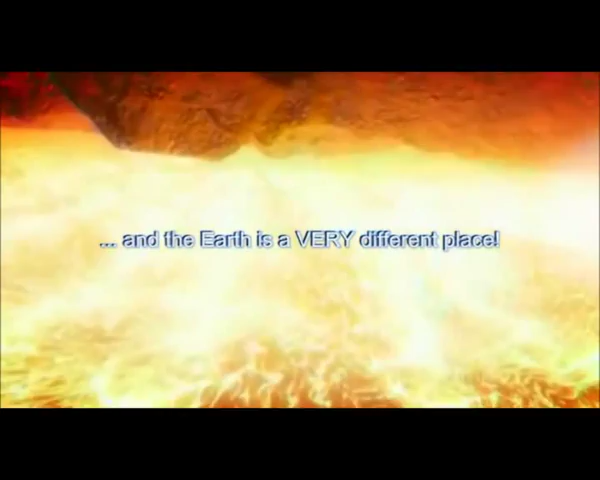 ... and the Earth is a VERY different place!